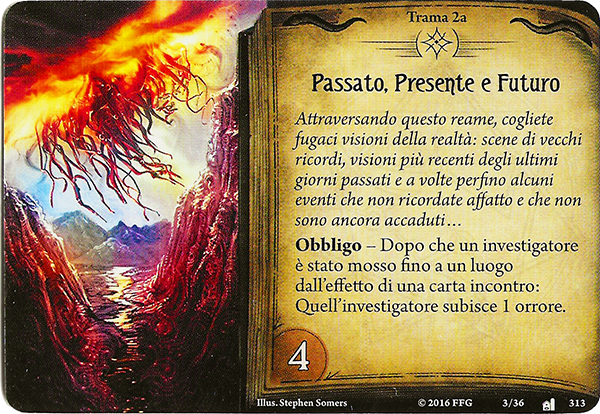 Trama 2a
Passato, Presente e Futuro
Attraversando questo reame, cogliete
fugaci visioni della realtà: scene di vecchi
ricordi, visioni più recenti degli ultimi
giorni passati e a volte perfino alcuni
eventi che non ricordate affatto e che non
sono ancora accaduti…
Obbligo – Dopo che un investigatore
è stato mosso fino a un luogo
dall'effetto di una carta incontro:
Quell'investigatore subisce 1 orrore.
4
Illus. Stephen Somers © 2016 FFG 3/36 313